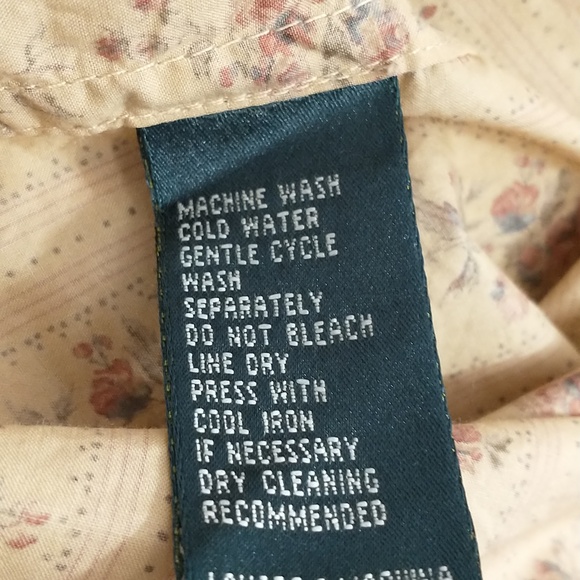 MACHINE WASH
COLD WATER
GENTLE CYCLE
WASH
SEPARATELY
DO NOT BLEACH
LINE DRY
PRESS WITH
COOL IRON
IF NECESSARY
DRY CLEANING
RECOMMENDED